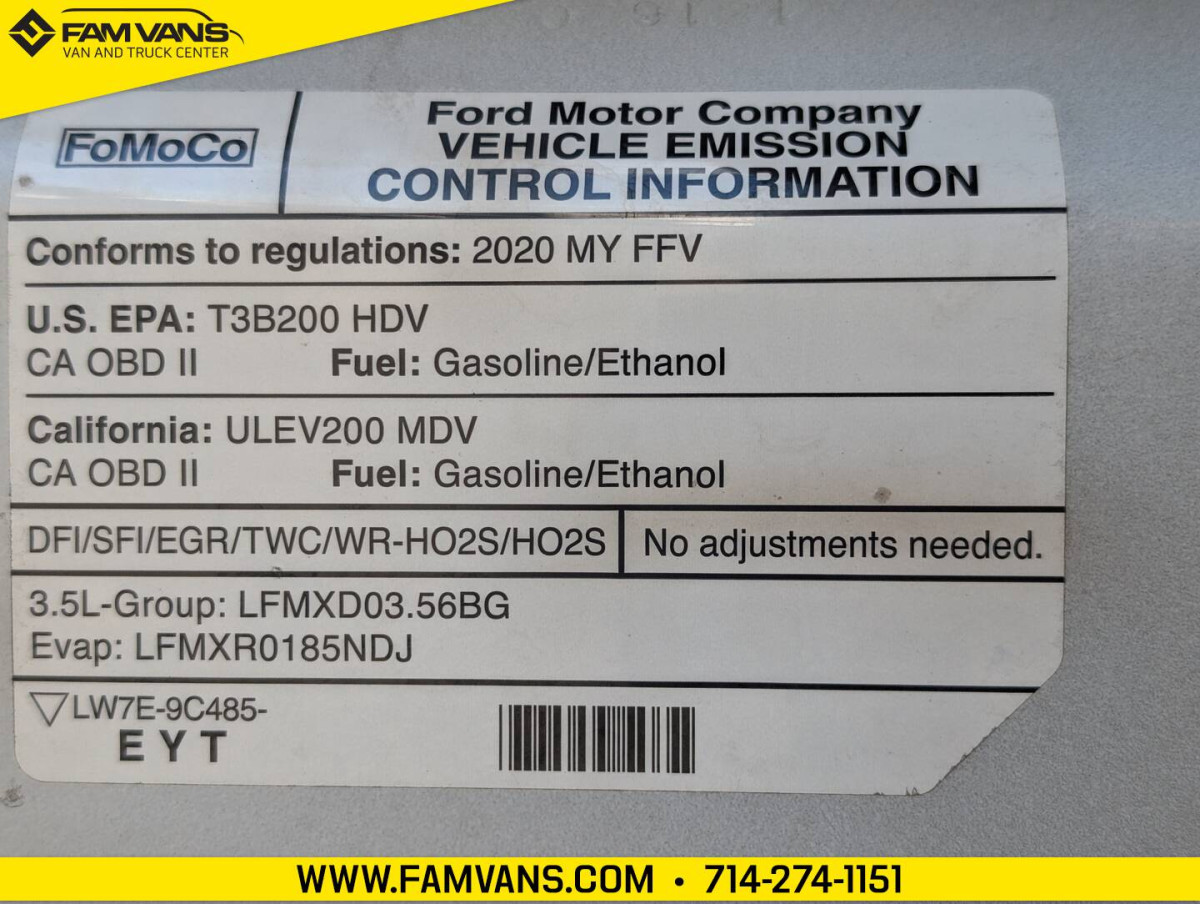 FAM VANS
VAN AND TRUCK CENTER
FoMoCo
Ford Motor Company
VEHICLE EMISSION
CONTROL INFORMATION
Conforms to regulations: 2020 MY FFV
U.S. EPA: T3B200 HDV
CA OBD II Fuel: Gasoline/Ethanol
California: ULEV200 MDV
CA OBD II Fuel: Gasoline/Ethanol
DFI/SFI/EGR/TWC/WR-HO2S/HO2S No adjustments needed.
3.5L-Group: LFMXD03.56BG
Evap: LFMXR0185NDJ
LW7E-9C485-
E Y T
WWW.FAMVANS.COM • 714-274-1151